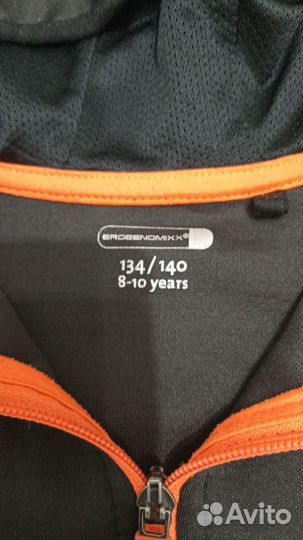 ERGEENOMIXX®
134/140
8-10 years
Avito